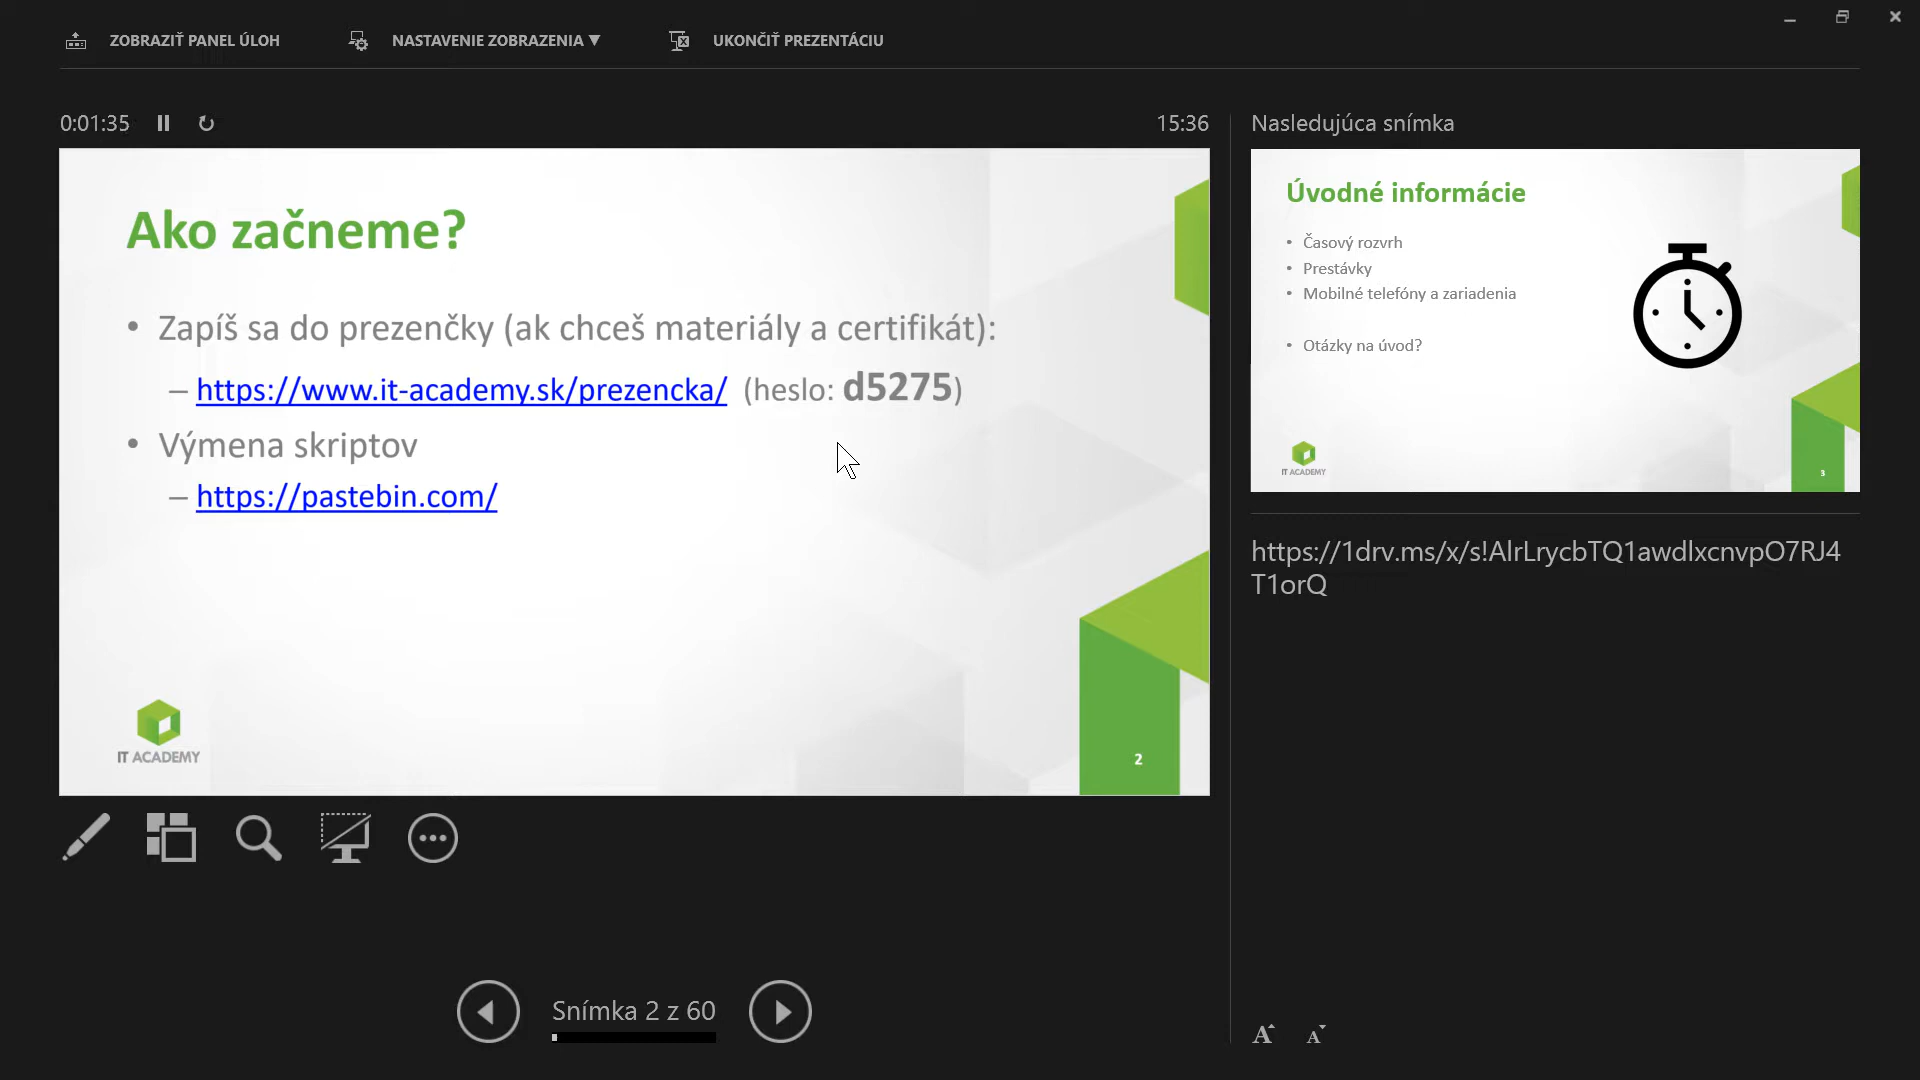 ZOBRAZIŤ PANEL ÚLOH
NASTAVENIE ZOBRAZENIA ▼
UKONČIŤ PREZENTÁCIU
0:01:35
15:36
Ako začneme?
• Zapíš sa do prezenčky (ak chceš materiály a certifikát):
– https://www.it-academy.sk/prezencka/ (heslo: d5275)
• Výmena skriptov
– https://pastebin.com/
IT ACADEMY
2
Snímka 2 z 60
Nasledujúca snímka
Úvodné informácie
• Časový rozvrh
• Prestávky
• Mobilné telefóny a zariadenia
• Otázky na úvod?
IT ACADEMY
3
https://1drv.ms/x/s!AlrLrycbTQ1awdlxcnvpO7RJ4
T1orQ
A A